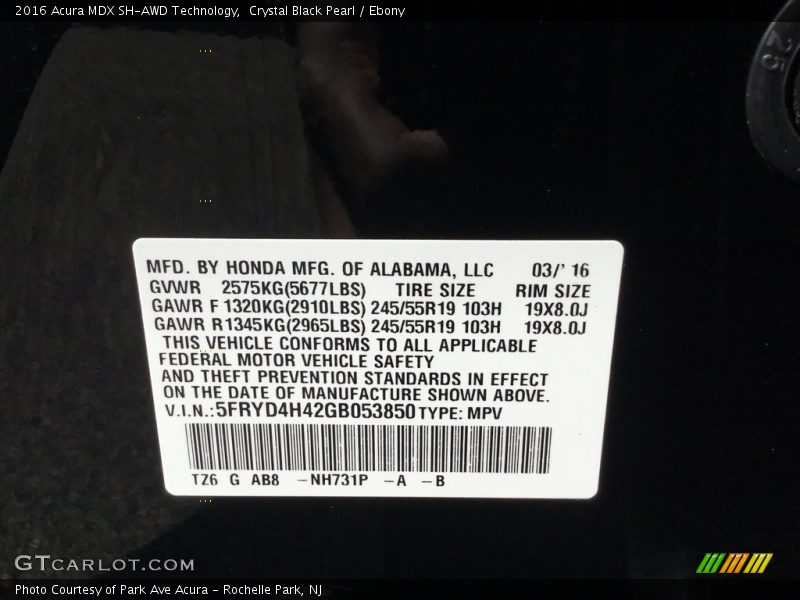 2016 Acura MDX SH-AWD Technology,  Crystal Black Pearl / Ebony
25
MFD. BY HONDA MFG. OF ALABAMA, LLC 03/' 16
GVWR 2575KG(5677LBS) TIRE SIZE RIM SIZE
GAWR F 1320KG(2910LBS) 245/55R19 103H 19X8.0J
GAWR R 1345KG(2965LBS) 245/55R19 103H 19X8.0J
THIS VEHICLE CONFORMS TO ALL APPLICABLE
FEDERAL MOTOR VEHICLE SAFETY
AND THEFT PREVENTION STANDARDS IN EFFECT
ON THE DATE OF MANUFACTURE SHOWN ABOVE.
V.I.N.:5FRYD4H42GB053850 TYPE: MPV
TZ6 G AB8 -NH731P -A -B
GTCARLOT.COM
Photo Courtesy of Park Ave Acura - Rochelle Park, NJ